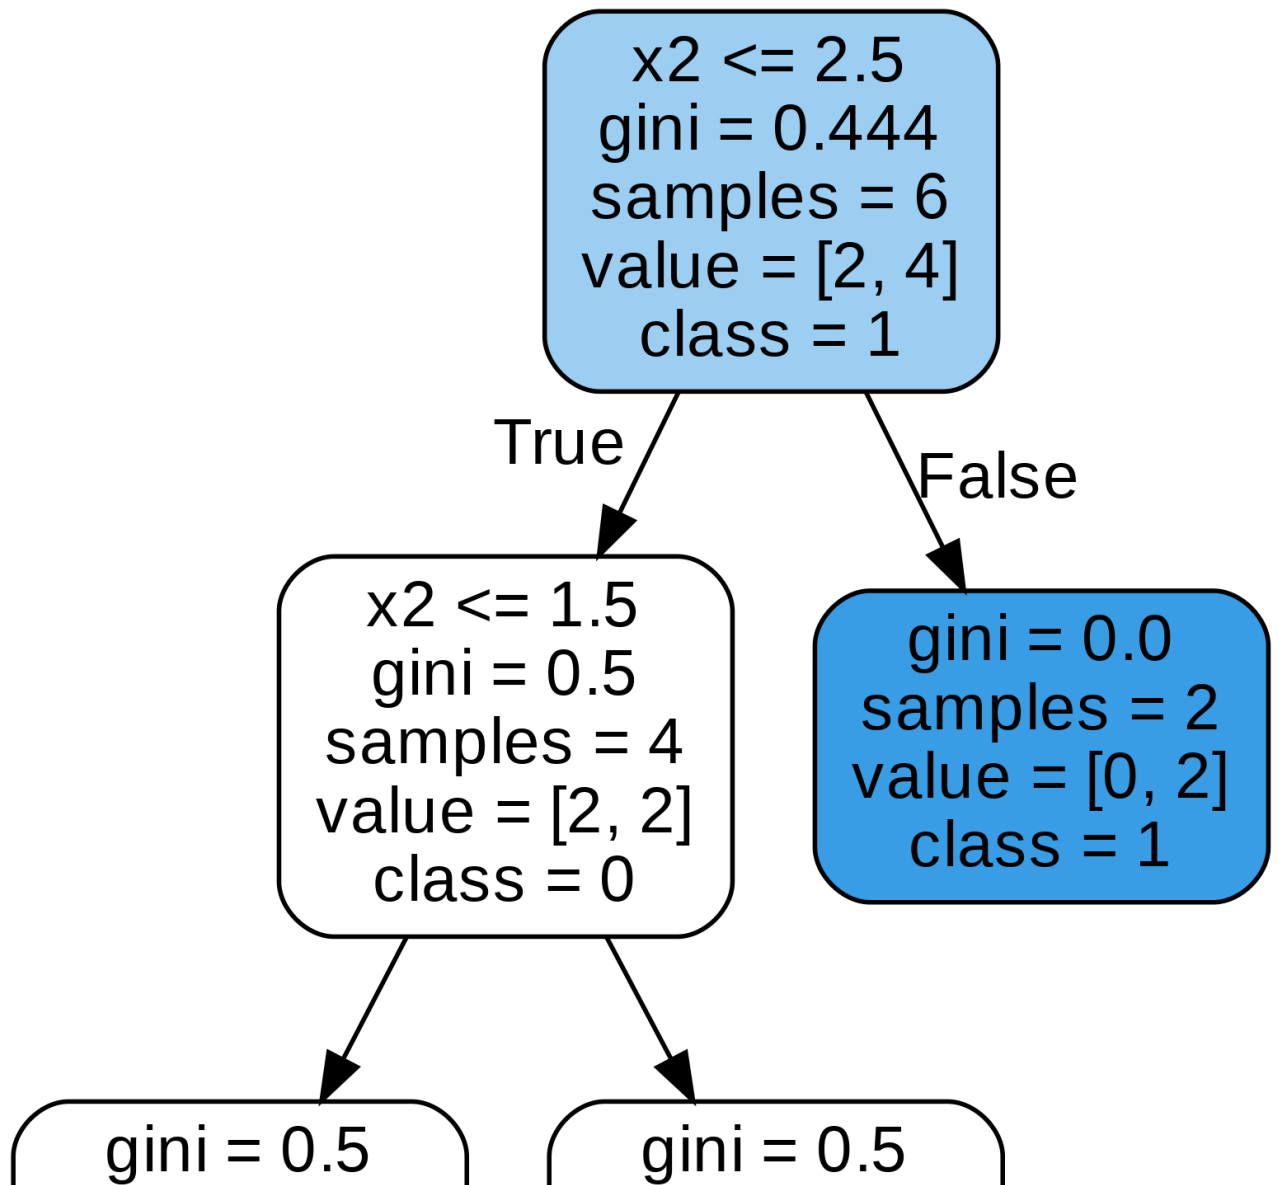 x2 <= 2.5
gini = 0.444
samples = 6
value = [2, 4]
class = 1
True
False
x2 <= 1.5
gini = 0.5
samples = 4
value = [2, 2]
class = 0
gini = 0.0
samples = 2
value = [0, 2]
class = 1
gini = 0.5
gini = 0.5